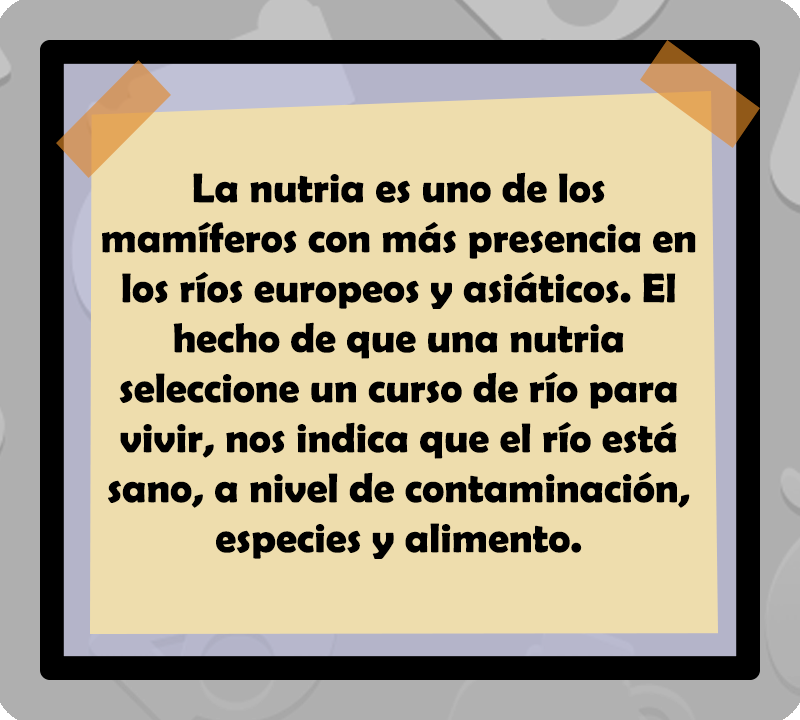 La nutria es uno de los
mamíferos con más presencia en
los ríos europeos y asiáticos. El
hecho de que una nutria
seleccione un curso de río para
vivir, nos indica que el río está
sano, a nivel de contaminación,
especies y alimento.